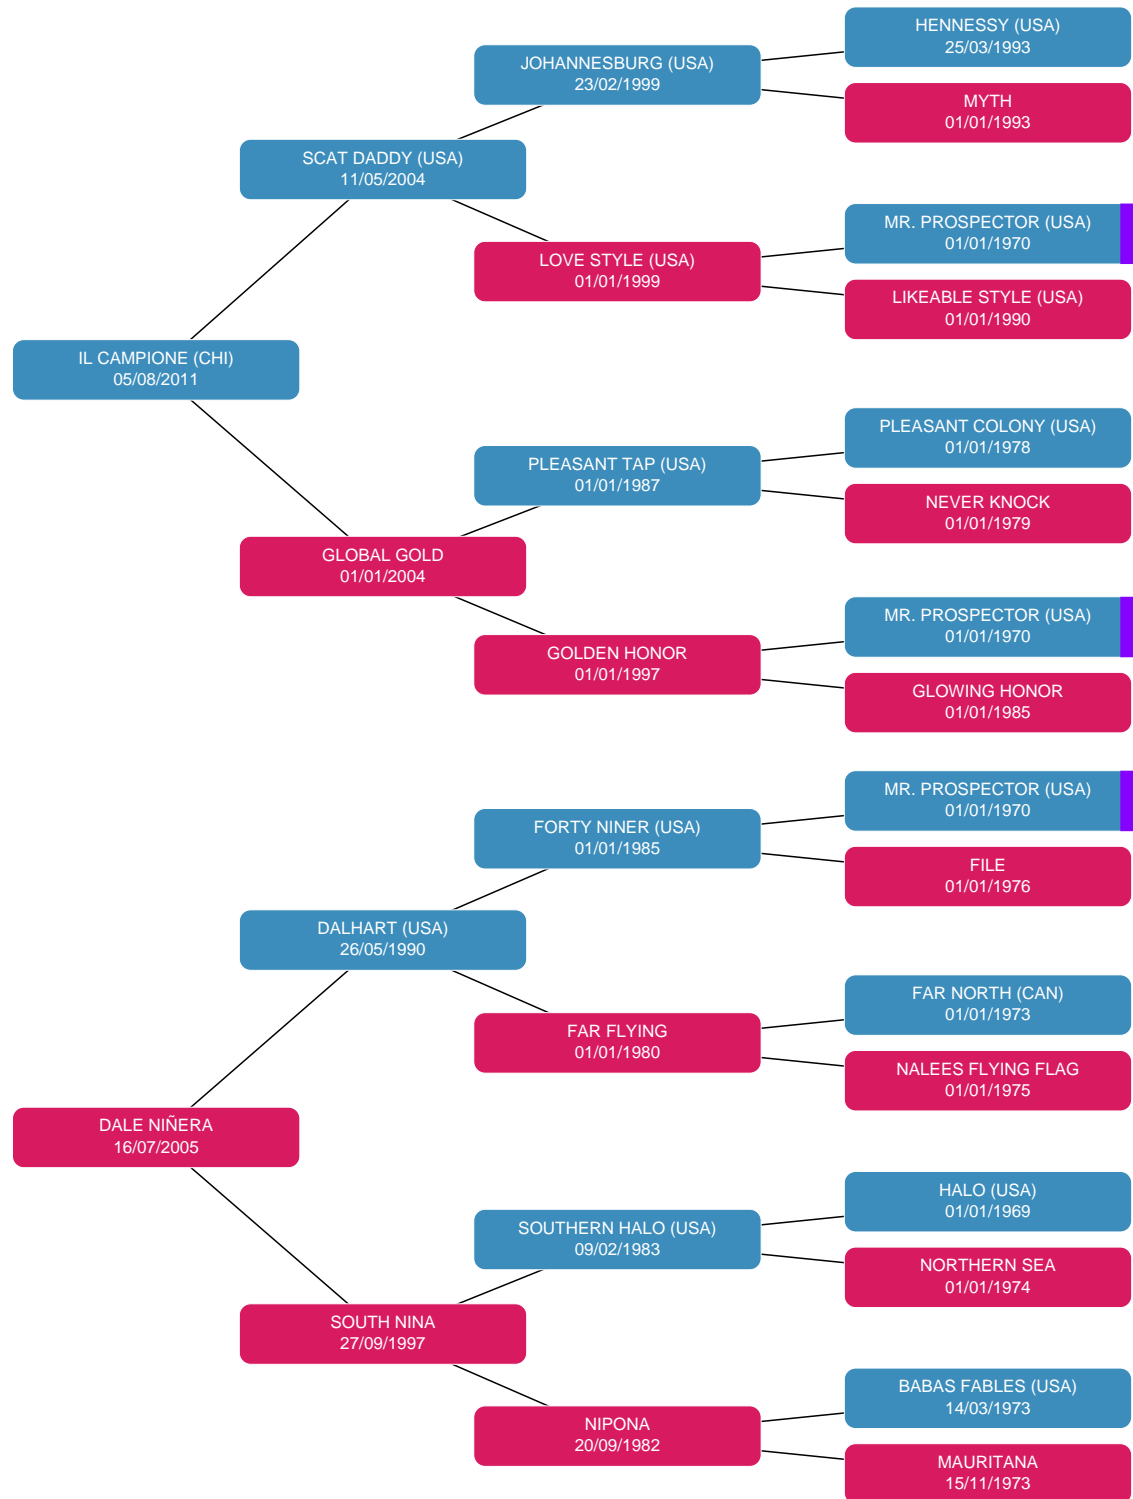 HENNESSY (USA)
25/03/1993
JOHANNESBURG (USA)
23/02/1999
MYTH
01/01/1993
SCAT DADDY (USA)
11/05/2004
MR. PROSPECTOR (USA)
01/01/1970
LOVE STYLE (USA)
01/01/1999
LIKEABLE STYLE (USA)
01/01/1990
IL CAMPIONE (CHI)
05/08/2011
PLEASANT COLONY (USA)
01/01/1978
PLEASANT TAP (USA)
01/01/1987
NEVER KNOCK
01/01/1979
GLOBAL GOLD
01/01/2004
MR. PROSPECTOR (USA)
01/01/1970
GOLDEN HONOR
01/01/1997
GLOWING HONOR
01/01/1985
MR. PROSPECTOR (USA)
01/01/1970
FORTY NINER (USA)
01/01/1985
FILE
01/01/1976
DALHART (USA)
26/05/1990
FAR NORTH (CAN)
01/01/1973
FAR FLYING
01/01/1980
NALEES FLYING FLAG
01/01/1975
DALE NIÑERA
16/07/2005
HALO (USA)
01/01/1969
SOUTHERN HALO (USA)
09/02/1983
NORTHERN SEA
01/01/1974
SOUTH NINA
27/09/1997
BABAS FABLES (USA)
14/03/1973
NIPONA
20/09/1982
MAURITANA
15/11/1973